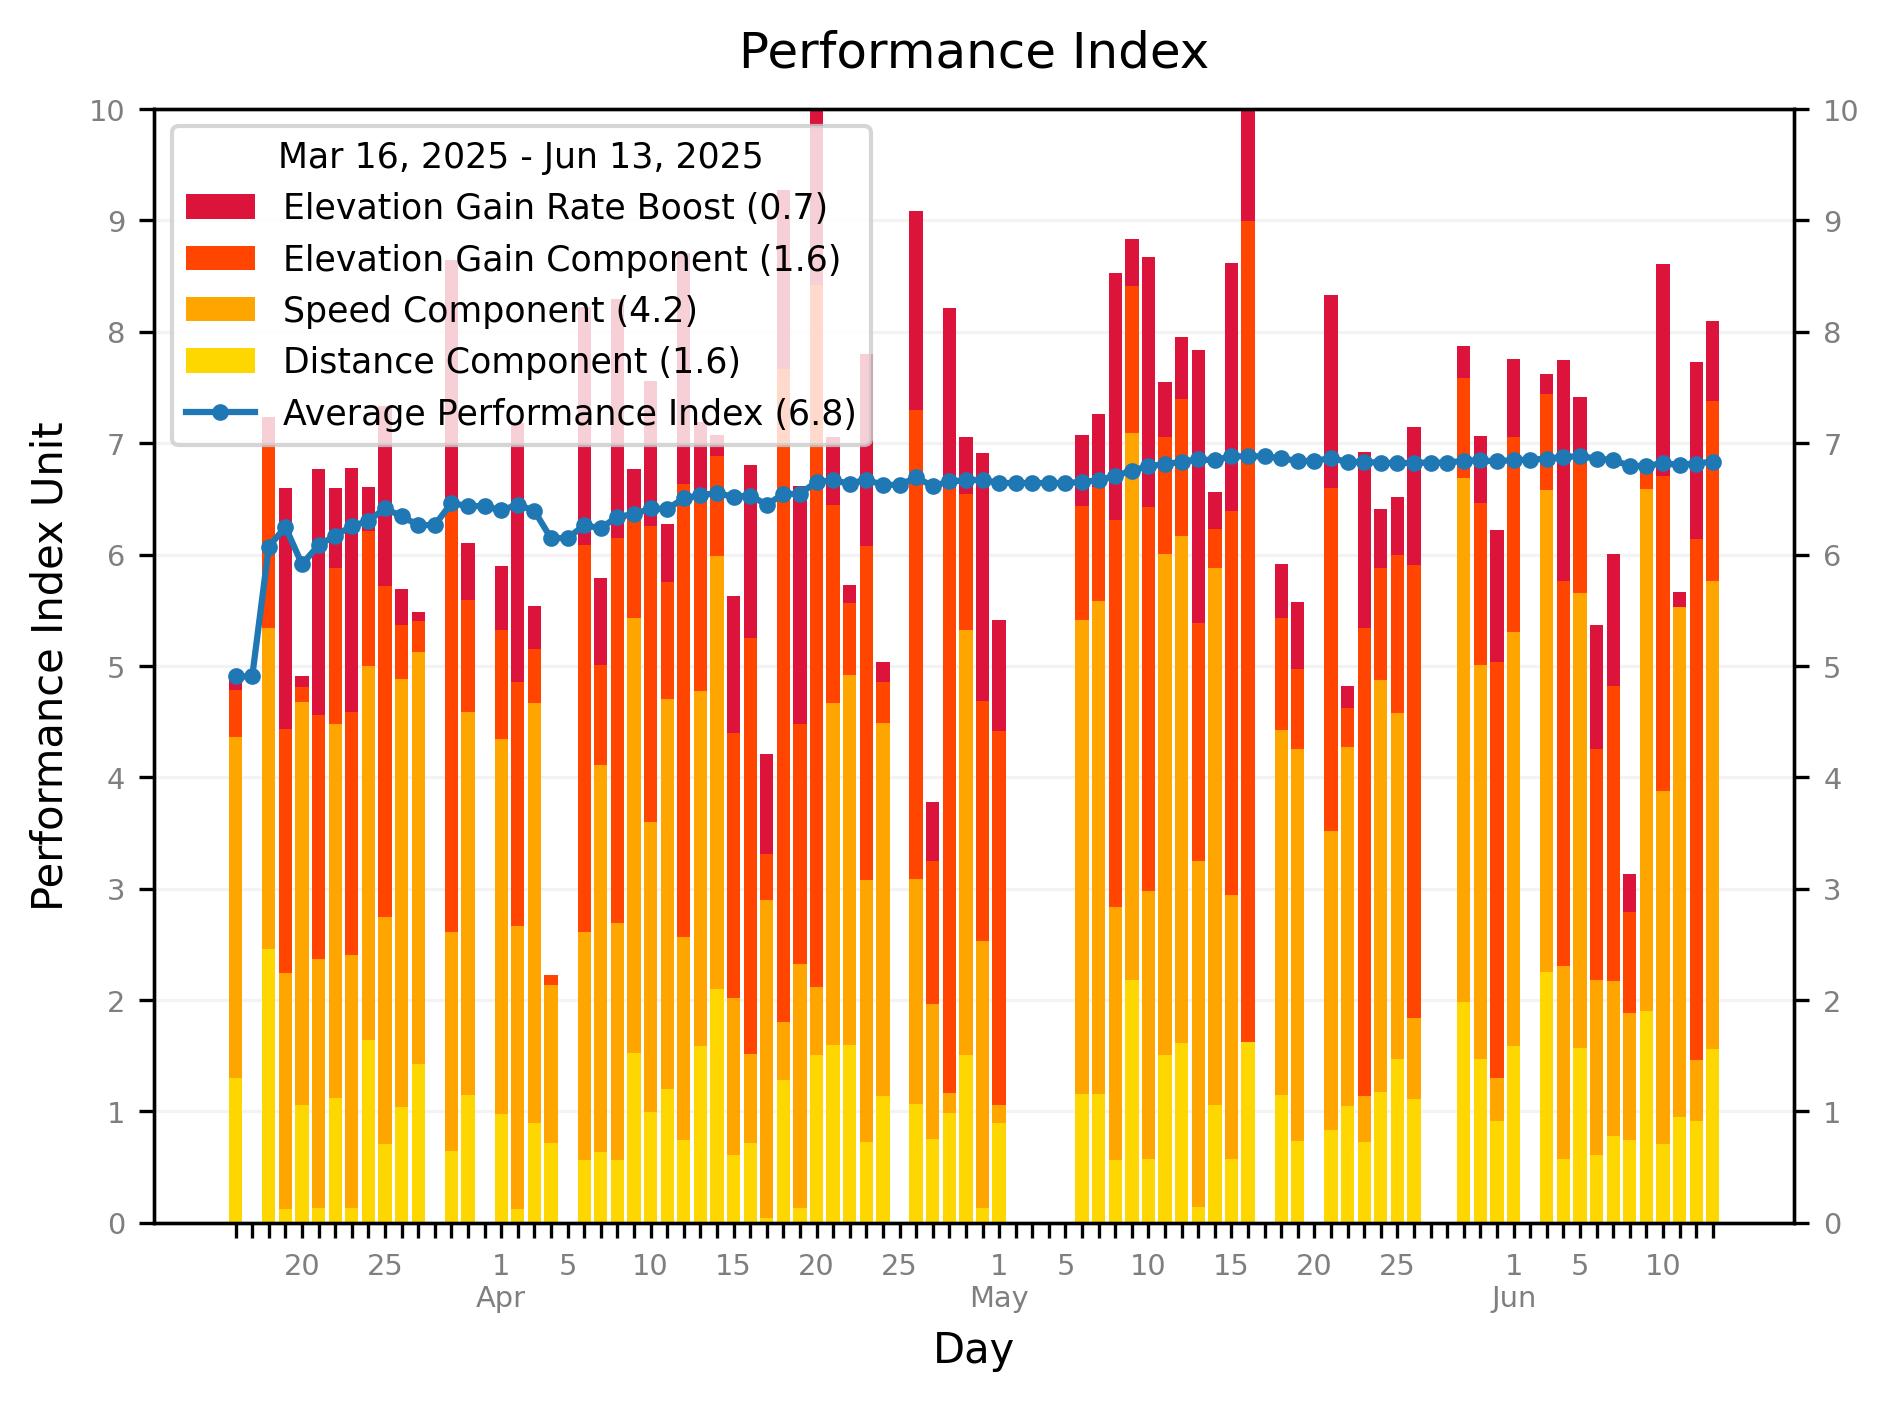 Performance Index
Mar 16, 2025 - Jun 13, 2025
Elevation Gain Rate Boost (0.7)
Elevation Gain Component (1.6)
Speed Component (4.2)
Distance Component (1.6)
Average Performance Index (6.8)
Performance Index Unit
10 10
9 9
8 8
7 7
6 6
5 5
4 4
3 3
2 2
1 1
0 0
20 25 1 5 10 15 20 25 1 5 10 15 20 25 1 5 10
Apr May Jun
Day